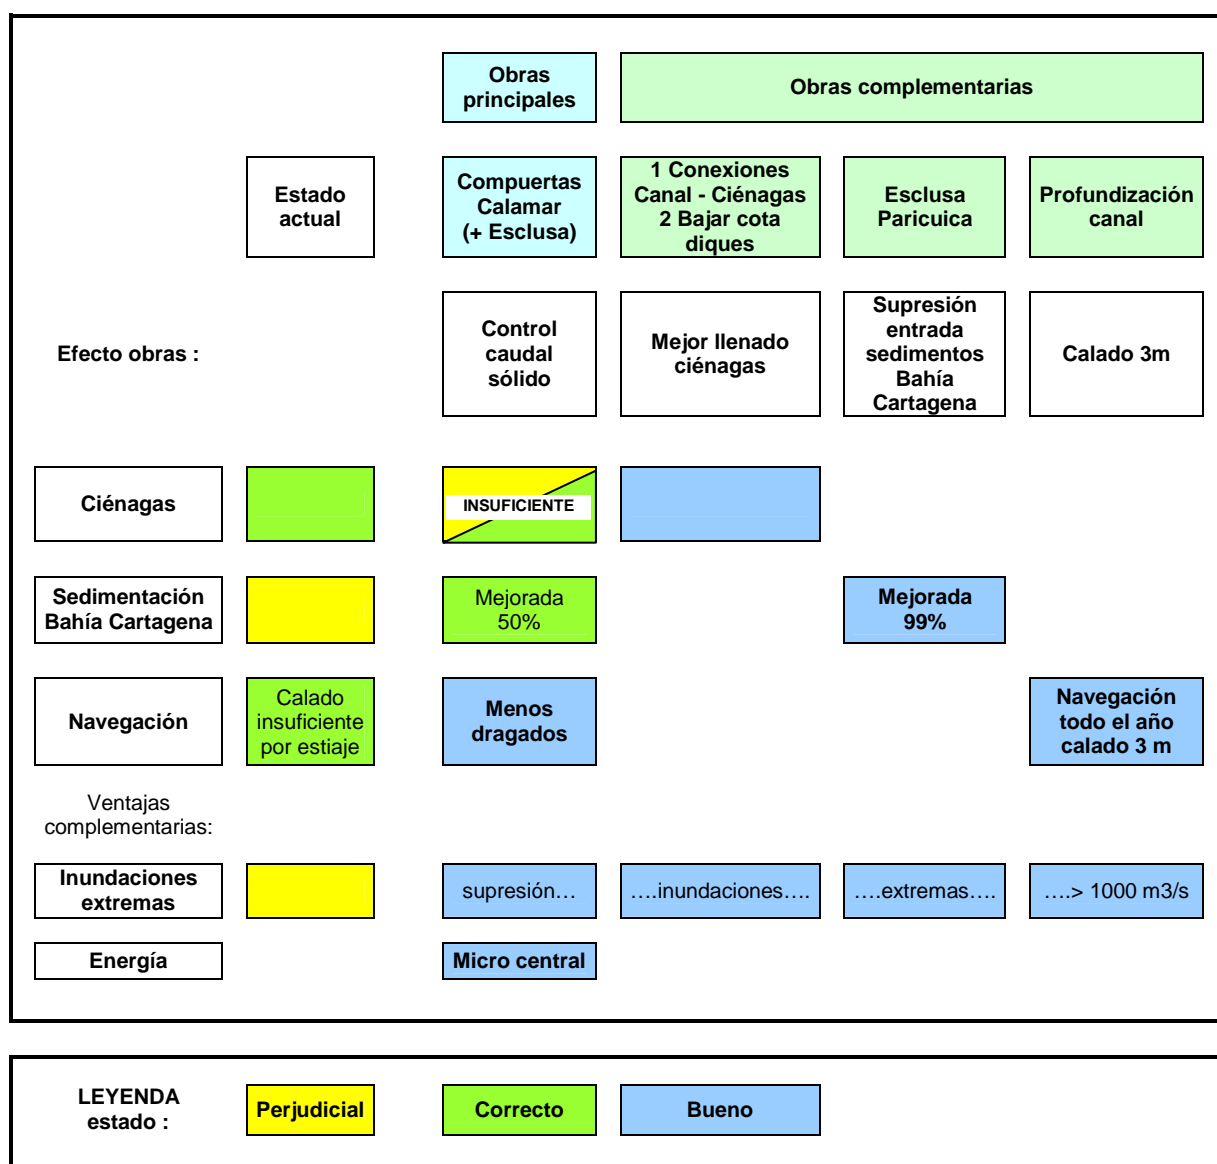 Obras
principales
Obras complementarias
Estado
actual
Compuertas
Calamar
(+ Esclusa)
1 Conexiones
Canal - Ciénagas
2 Bajar cota
diques
Esclusa
Paricuica
Profundización
canal
Efecto obras :
Control
caudal
sólido
Mejor llenado
ciénagas
Supresión
entrada
sedimentos
Bahía
Cartagena
Calado 3m
Ciénagas
INSUFICIENTE
Sedimentación
Bahía Cartagena
Mejorada
50%
Mejorada
99%
Navegación
Calado
insuficiente
por estiaje
Menos
dragados
Navegación
todo el año
calado 3 m
Ventajas
complementarias:
Inundaciones
extremas
supresión…
….inundaciones….
….extremas….
….> 1000 m3/s
Energía
Micro central
LEYENDA
estado :
Perjudicial
Correcto
Bueno